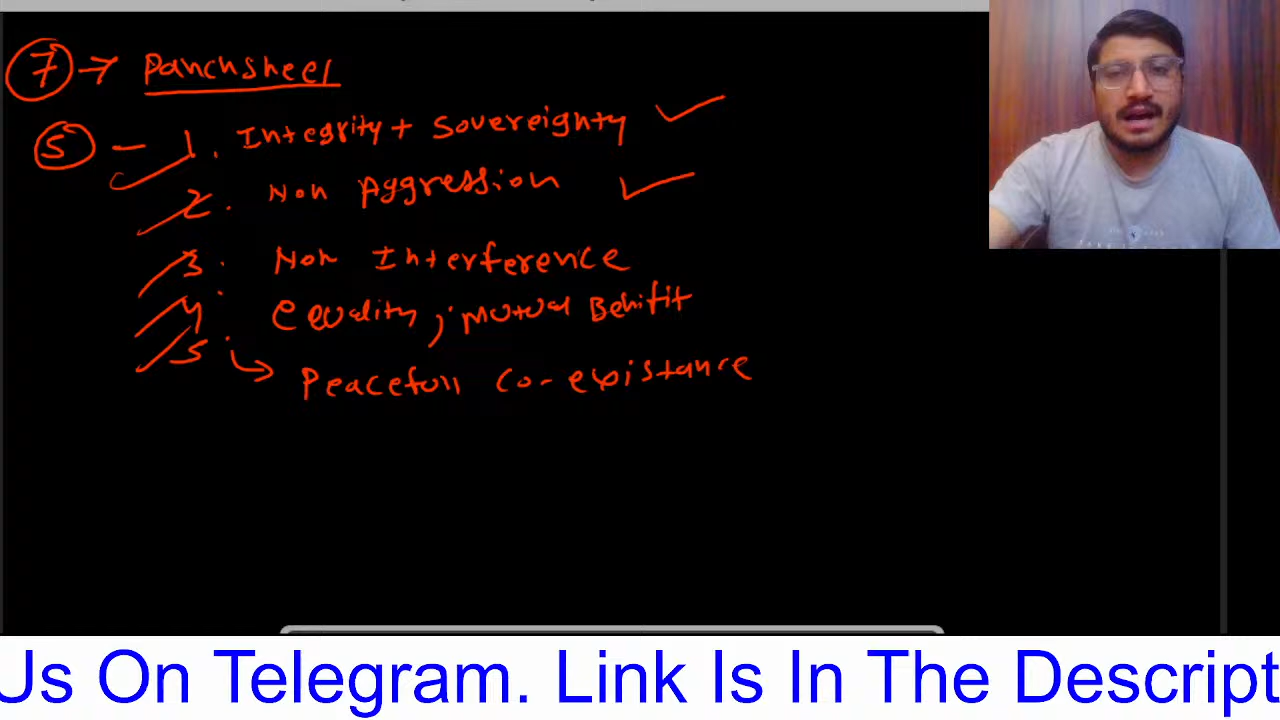 7 → Panchsheel
5 - 1. Integrity + Sovereignty ✓
2. Non Aggression ✓
3. Non Interference
4. equality, Mutual Benifit
5. → Peacefull co-existance
Us On Telegram. Link Is In The Descript